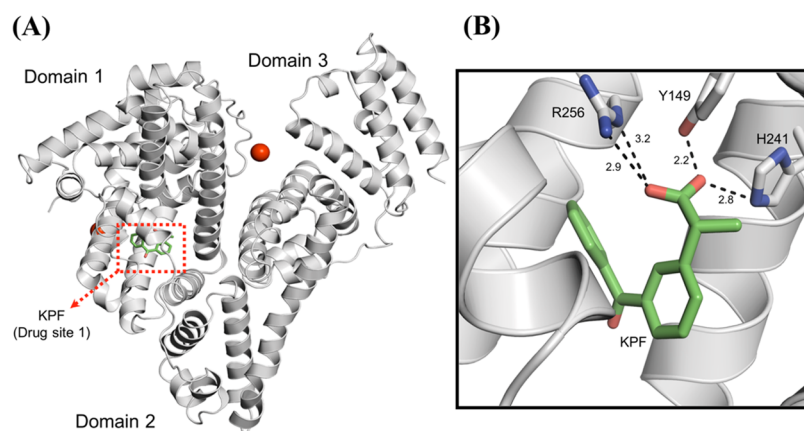 (A)
Domain 1
Domain 3
KPF
(Drug site 1)
Domain 2
(B)
R256
Y149
H241
3.2
2.9
2.2
2.8
KPF